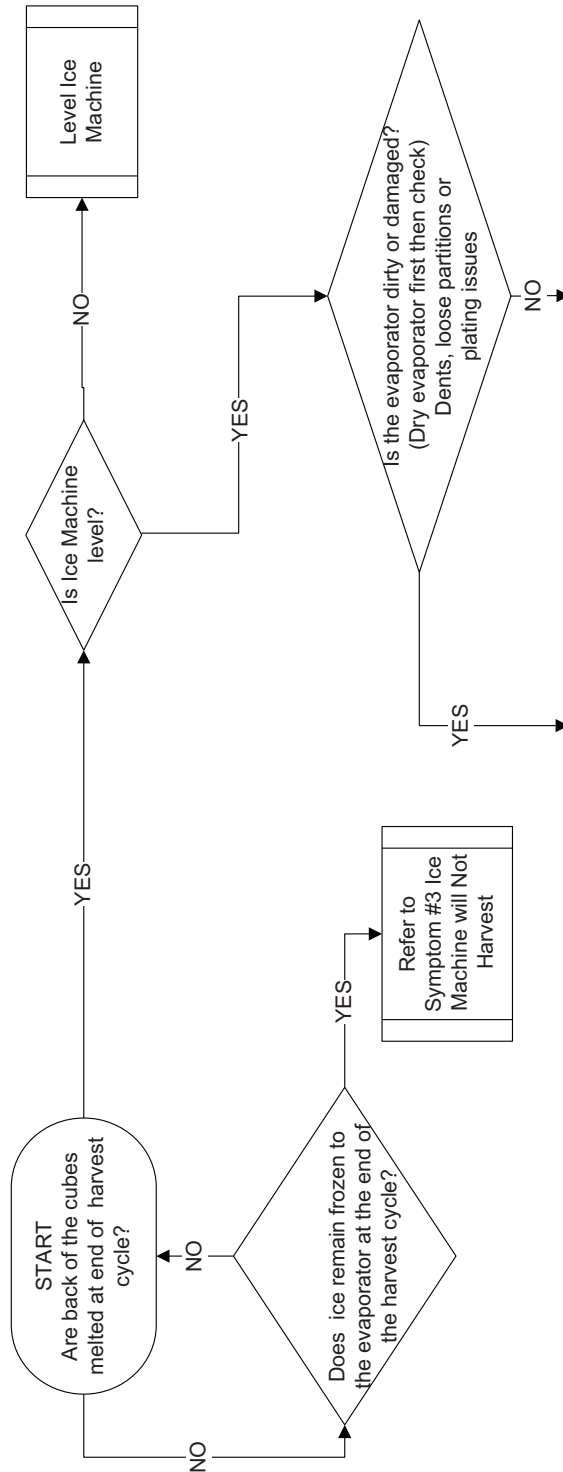 START
Are back of the cubes
melted at end of harvest
cycle?
YES
NO
Is Ice Machine
level?
NO
Level Ice
Machine
YES
Does ice remain frozen to
the evaporator at the end of
the harvest cycle?
NO
YES
Refer to
Symptom #3 Ice
Machine will Not
Harvest
Is the evaporator dirty or damaged?
(Dry evaporator first then check)
Dents, loose partitions or
plating issues
YES
NO